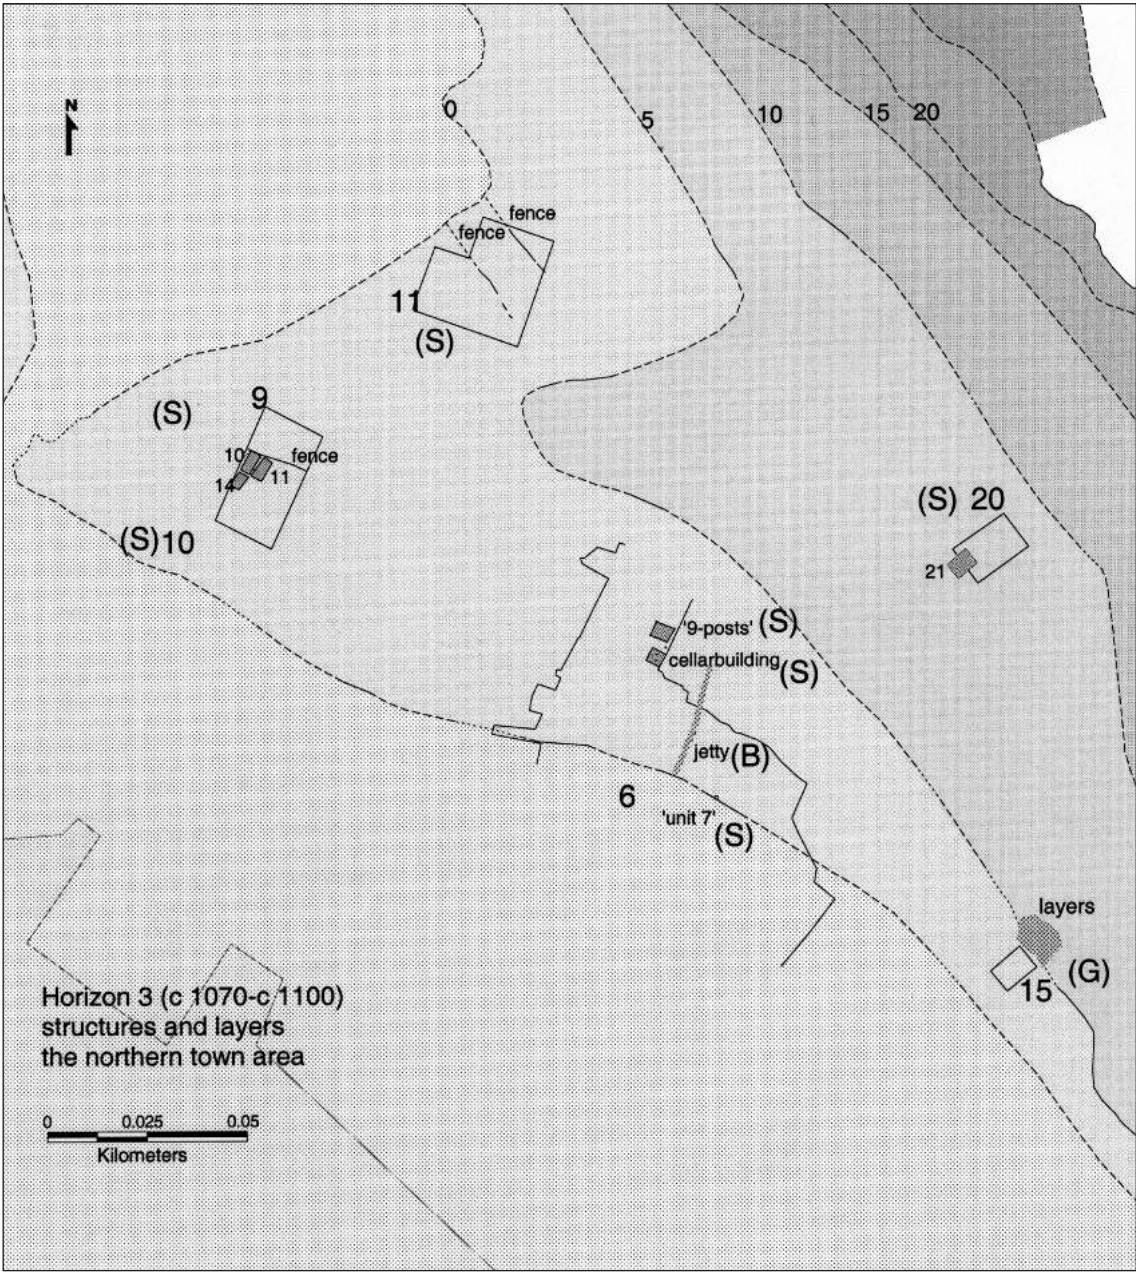 N
0
5
10
15
20
fence
fence
11
(S)
9
(S)
fence
10
11
14
(S)10
(S) 20
21
'9-posts' (S)
cellarbuilding (S)
jetty (B)
6
'unit 7' (S)
layers
(G)
15
Horizon 3 (c 1070-c 1100)
structures and layers
the northern town area
0 0.025 0.05
Kilometers